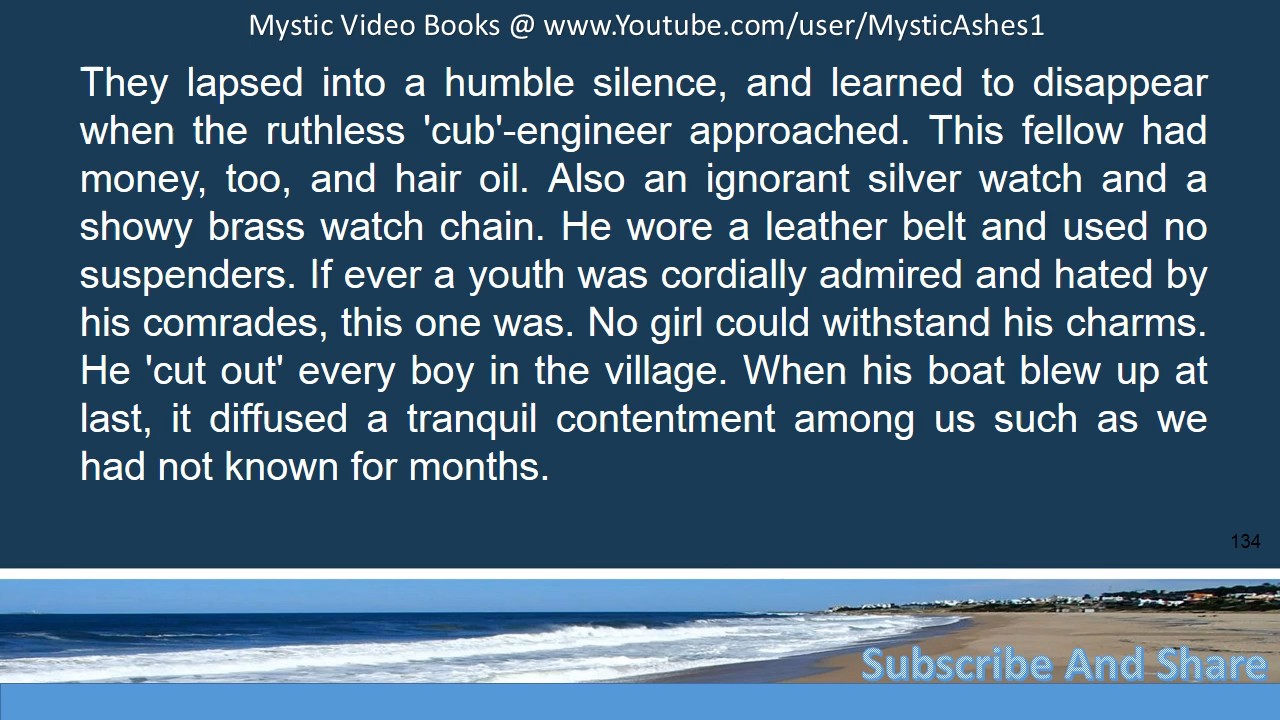 Mystic Video Books @ www.Youtube.com/user/MysticAshes1
They lapsed into a humble silence, and learned to disappear
when the ruthless 'cub'-engineer approached. This fellow had
money, too, and hair oil. Also an ignorant silver watch and a
showy brass watch chain. He wore a leather belt and used no
suspenders. If ever a youth was cordially admired and hated by
his comrades, this one was. No girl could withstand his charms.
He 'cut out' every boy in the village. When his boat blew up at
last, it diffused a tranquil contentment among us such as we
had not known for months.
134
Subscribe And Share